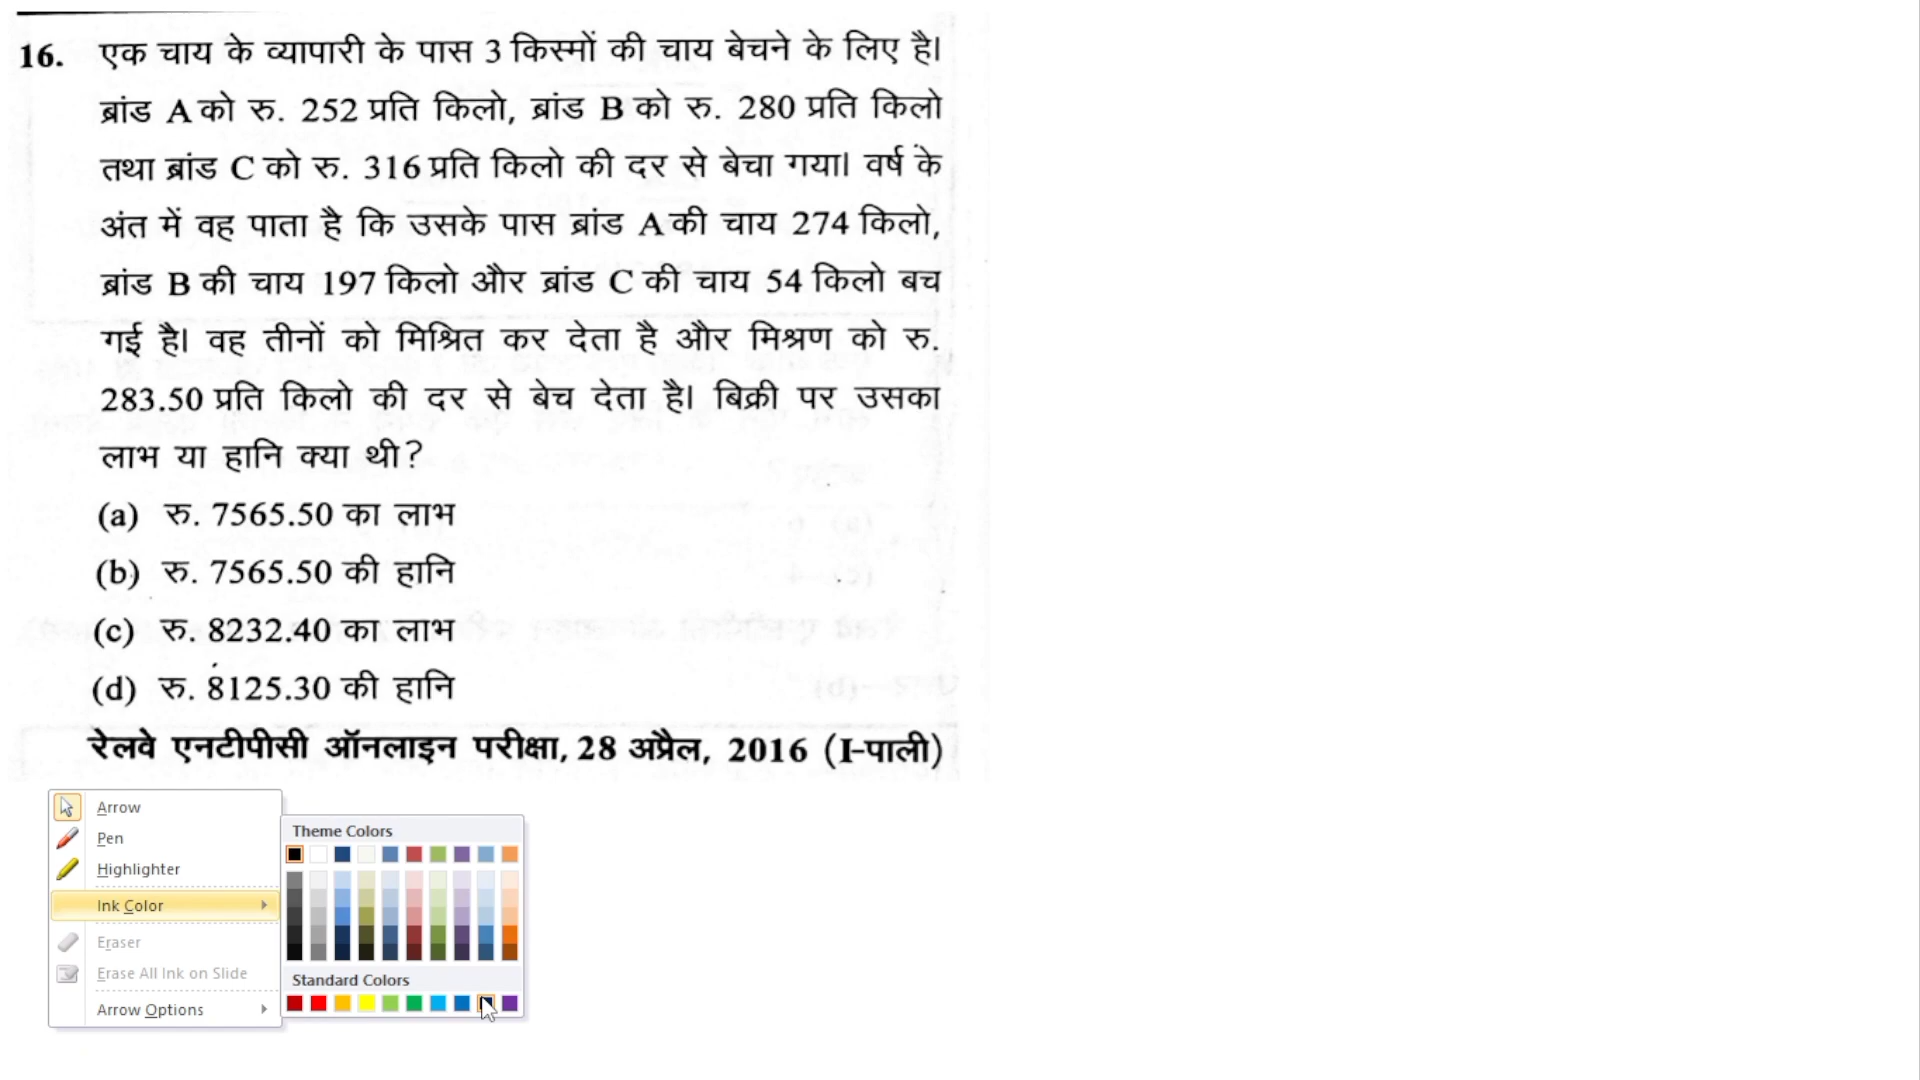 16. एक चाय के व्यापारी के पास 3 किस्मों की चाय बेचने के लिए है।
ब्रांड A को रु. 252 प्रति किलो, ब्रांड B को रु. 280 प्रति किलो
तथा ब्रांड C को रु. 316 प्रति किलो की दर से बेचा गया। वर्ष के
अंत में वह पाता है कि उसके पास ब्रांड A की चाय 274 किलो,
ब्रांड B की चाय 197 किलो और ब्रांड C की चाय 54 किलो बच
गई है। वह तीनों को मिश्रित कर देता है और मिश्रण को रु.
283.50 प्रति किलो की दर से बेच देता है। बिक्री पर उसका
लाभ या हानि क्या थी?
(a) रु. 7565.50 का लाभ
(b) रु. 7565.50 की हानि
(c) रु. 8232.40 का लाभ
(d) रु. 8125.30 की हानि
रेलवे एनटीपीसी ऑनलाइन परीक्षा, 28 अप्रैल, 2016 (I-पाली)
Arrow
Pen
Highlighter
Ink Color
Eraser
Erase All Ink on Slide
Arrow Options
Theme Colors
Standard Colors